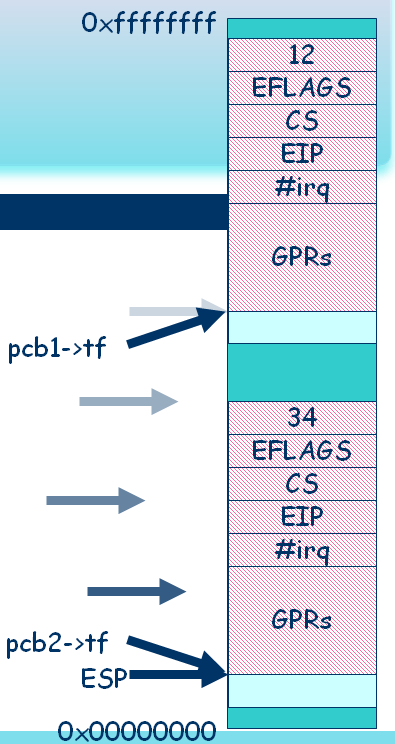 0xffffffff
12
EFLAGS
CS
EIP
#irq
GPRs
pcb1->tf
34
EFLAGS
CS
EIP
#irq
GPRs
pcb2->tf
ESP
0x00000000